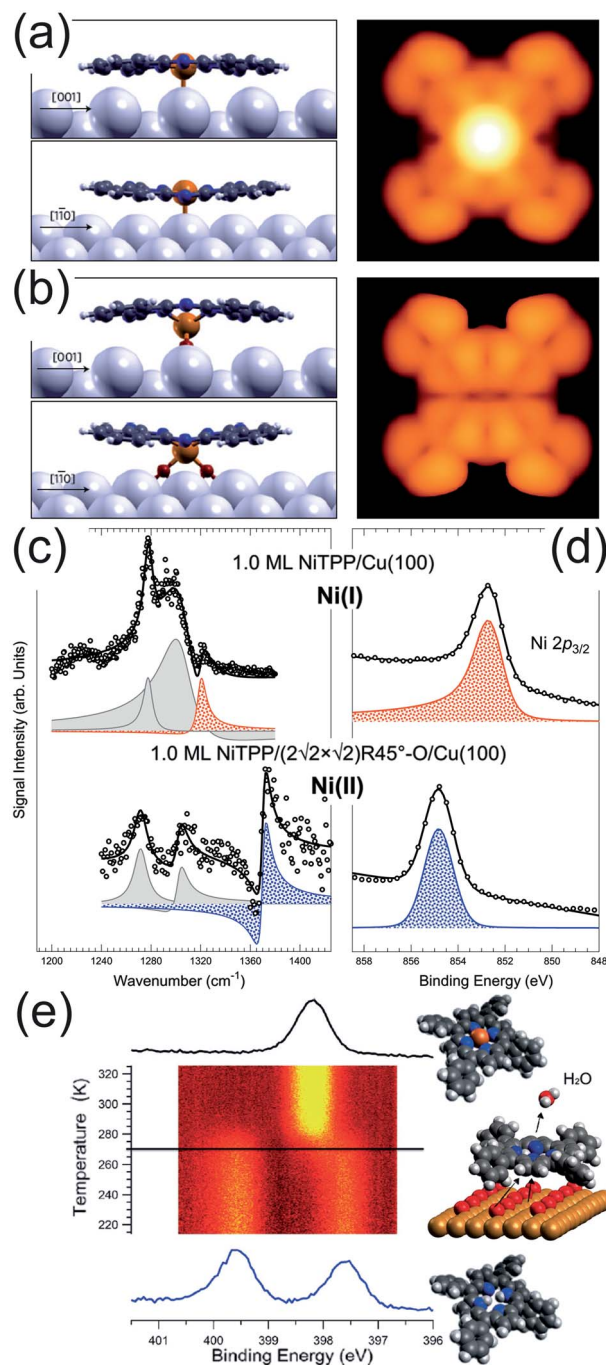 (a)
[001]
[11̅0]
(b)
[001]
[11̅0]
(c)
(d)
1.0 ML NiTPP/Cu(100)
Ni(I)
Ni 2p3/2
1.0 ML NiTPP/(2√2×√2)R45°-O/Cu(100)
Ni(II)
Signal Intensity (arb. Units)
1200 1240 1280 1320 1360 1400
Wavenumber (cm⁻¹)
858 856 854 852 850 848
Binding Energy (eV)
(e)
Temperature (K)
320
300
280
260
240
220
H₂O
401 400 399 398 397 396
Binding Energy (eV)